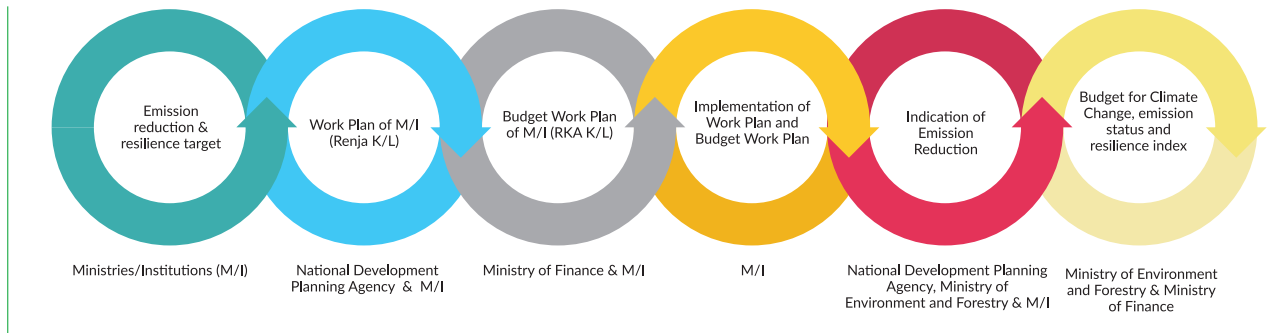 Emission
reduction &
resilience target
Work Plan of M/I
(Renja K/L)
Budget Work Plan
of M/I (RKA K/L)
Implementation of
Work Plan and
Budget Work Plan
Indication of
Emission
Reduction
Budget for Climate
Change, emission
status and
resilience index
Ministries/Institutions (M/I)
National Development
Planning Agency & M/I
Ministry of Finance & M/I
M/I
National Development Planning
Agency, Ministry of
Environment and Forestry & M/I
Ministry of Environment
and Forestry & Ministry
of Finance